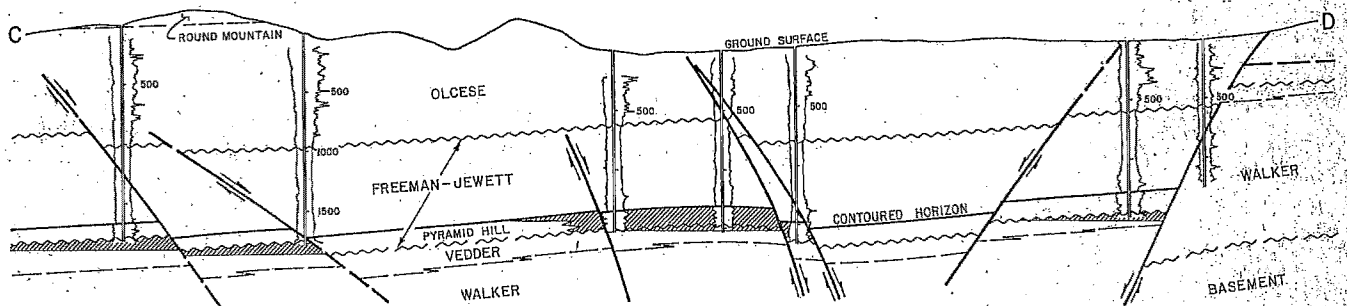 C
D
ROUND MOUNTAIN
GROUND SURFACE
500
500
OLCESE
500
500
500
500
500
1000
FREEMAN-JEWETT
WALKER
1500
CONTOURED HORIZON
PYRAMID HILL
VEDDER
WALKER
BASEMENT